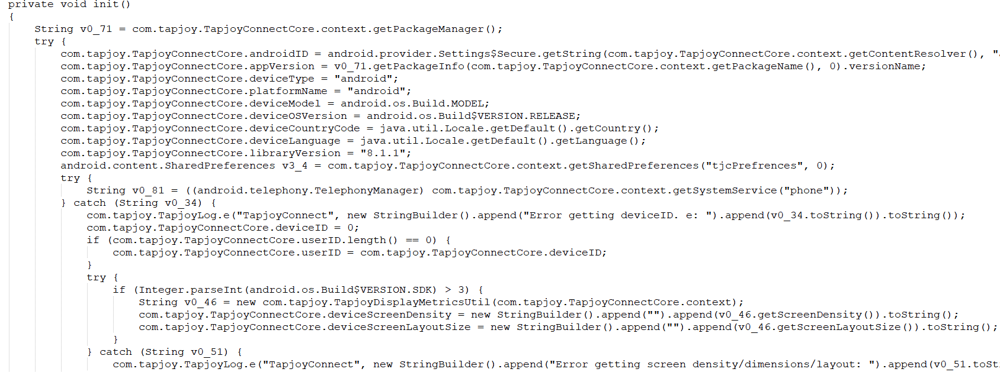 private void init()
{
String v0_71 = com.tapjoy.TapjoyConnectCore.context.getPackageManager();
try {
com.tapjoy.TapjoyConnectCore.androidID = android.provider.Settings$Secure.getString(com.tapjoy.TapjoyConnectCore.context.getContentResolver(), "
com.tapjoy.TapjoyConnectCore.appVersion = v0_71.getPackageInfo(com.tapjoy.TapjoyConnectCore.context.getPackageName(), 0).versionName;
com.tapjoy.TapjoyConnectCore.deviceType = "android";
com.tapjoy.TapjoyConnectCore.platformName = "android";
com.tapjoy.TapjoyConnectCore.deviceModel = android.os.Build.MODEL;
com.tapjoy.TapjoyConnectCore.deviceOSVersion = android.os.Build$VERSION.RELEASE;
com.tapjoy.TapjoyConnectCore.deviceCountryCode = java.util.Locale.getDefault().getCountry();
com.tapjoy.TapjoyConnectCore.deviceLanguage = java.util.Locale.getDefault().getLanguage();
com.tapjoy.TapjoyConnectCore.libraryVersion = "8.1.1";
android.content.SharedPreferences v3_4 = com.tapjoy.TapjoyConnectCore.context.getSharedPreferences("tjcPrefrences", 0);
try {
String v0_81 = ((android.telephony.TelephonyManager) com.tapjoy.TapjoyConnectCore.context.getSystemService("phone"));
} catch (String v0_34) {
com.tapjoy.TapjoyLog.e("TapjoyConnect", new StringBuilder().append("Error getting deviceID. e: ").append(v0_34.toString()).toString());
com.tapjoy.TapjoyConnectCore.deviceID = 0;
if (com.tapjoy.TapjoyConnectCore.userID.length() == 0) {
com.tapjoy.TapjoyConnectCore.userID = com.tapjoy.TapjoyConnectCore.deviceID;
}
try {
if (Integer.parseInt(android.os.Build$VERSION.SDK) > 3) {
String v0_46 = new com.tapjoy.TapjoyDisplayMetricsUtil(com.tapjoy.TapjoyConnectCore.context);
com.tapjoy.TapjoyConnectCore.deviceScreenDensity = new StringBuilder().append("").append(v0_46.getScreenDensity()).toString();
com.tapjoy.TapjoyConnectCore.deviceScreenLayoutSize = new StringBuilder().append("").append(v0_46.getScreenLayoutSize()).toString();
}
} catch (String v0_51) {
com.tapjoy.TapjoyLog.e("TapjoyConnect", new StringBuilder().append("Error getting screen density/dimensions/layout: ").append(v0_51.toSt